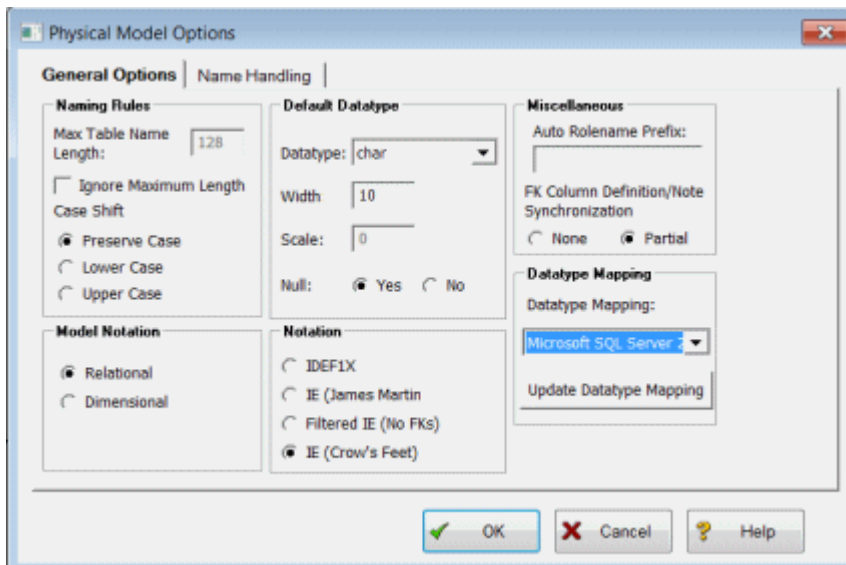 Physical Model Options
General Options
Name Handling
Naming Rules
Max Table Name
Length:
128
Ignore Maximum Length
Case Shift
Preserve Case
Lower Case
Upper Case
Model Notation
Relational
Dimensional
Default Datatype
Datatype: char
Width 10
Scale: 0
Null: Yes No
Notation
IDEF1X
IE (James Martin
Filtered IE (No FKs)
IE (Crow's Feet)
Miscellaneous
Auto Rolename Prefix:
FK Column Definition/Note
Synchronization
None Partial
Datatype Mapping
Datatype Mapping:
Microsoft SQL Server 2
Update Datatype Mapping
OK
Cancel
Help